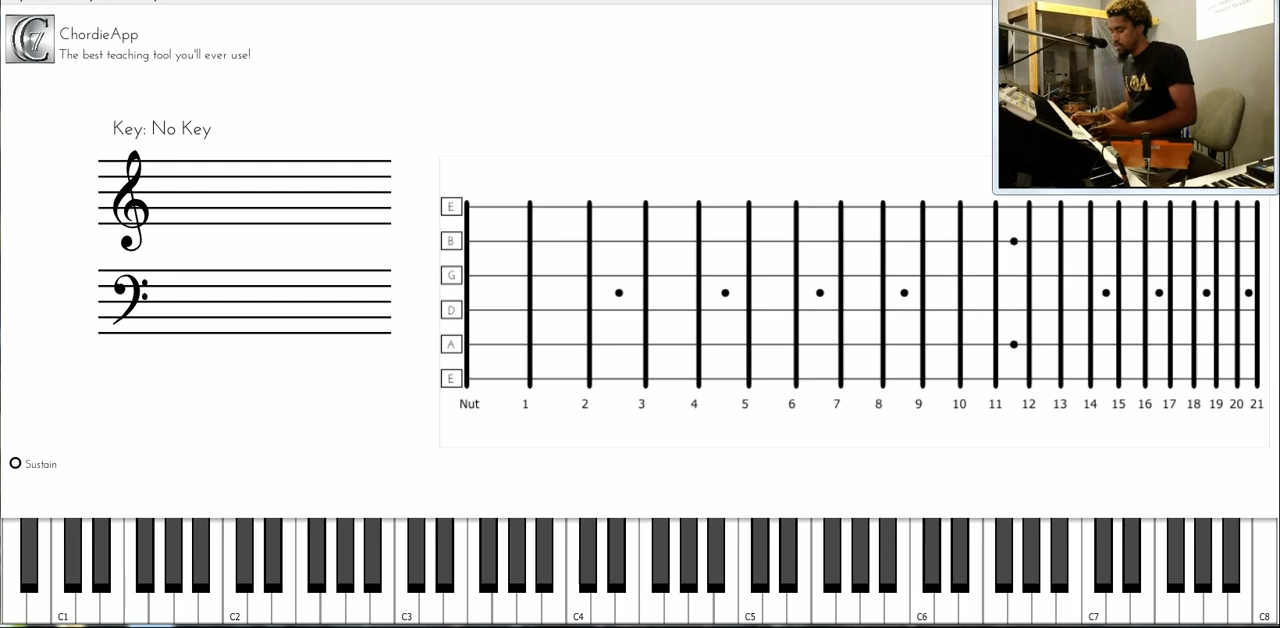 ChordieApp
The best teaching tool you'll ever use!
Key: No Key
E
B
G
D
A
E
Nut 1 2 3 4 5 6 7 8 9 10 11 12 13 14 15 16 17 18 19 20 21
Sustain
C1 C2 C3 C4 C5 C6 C7 C8